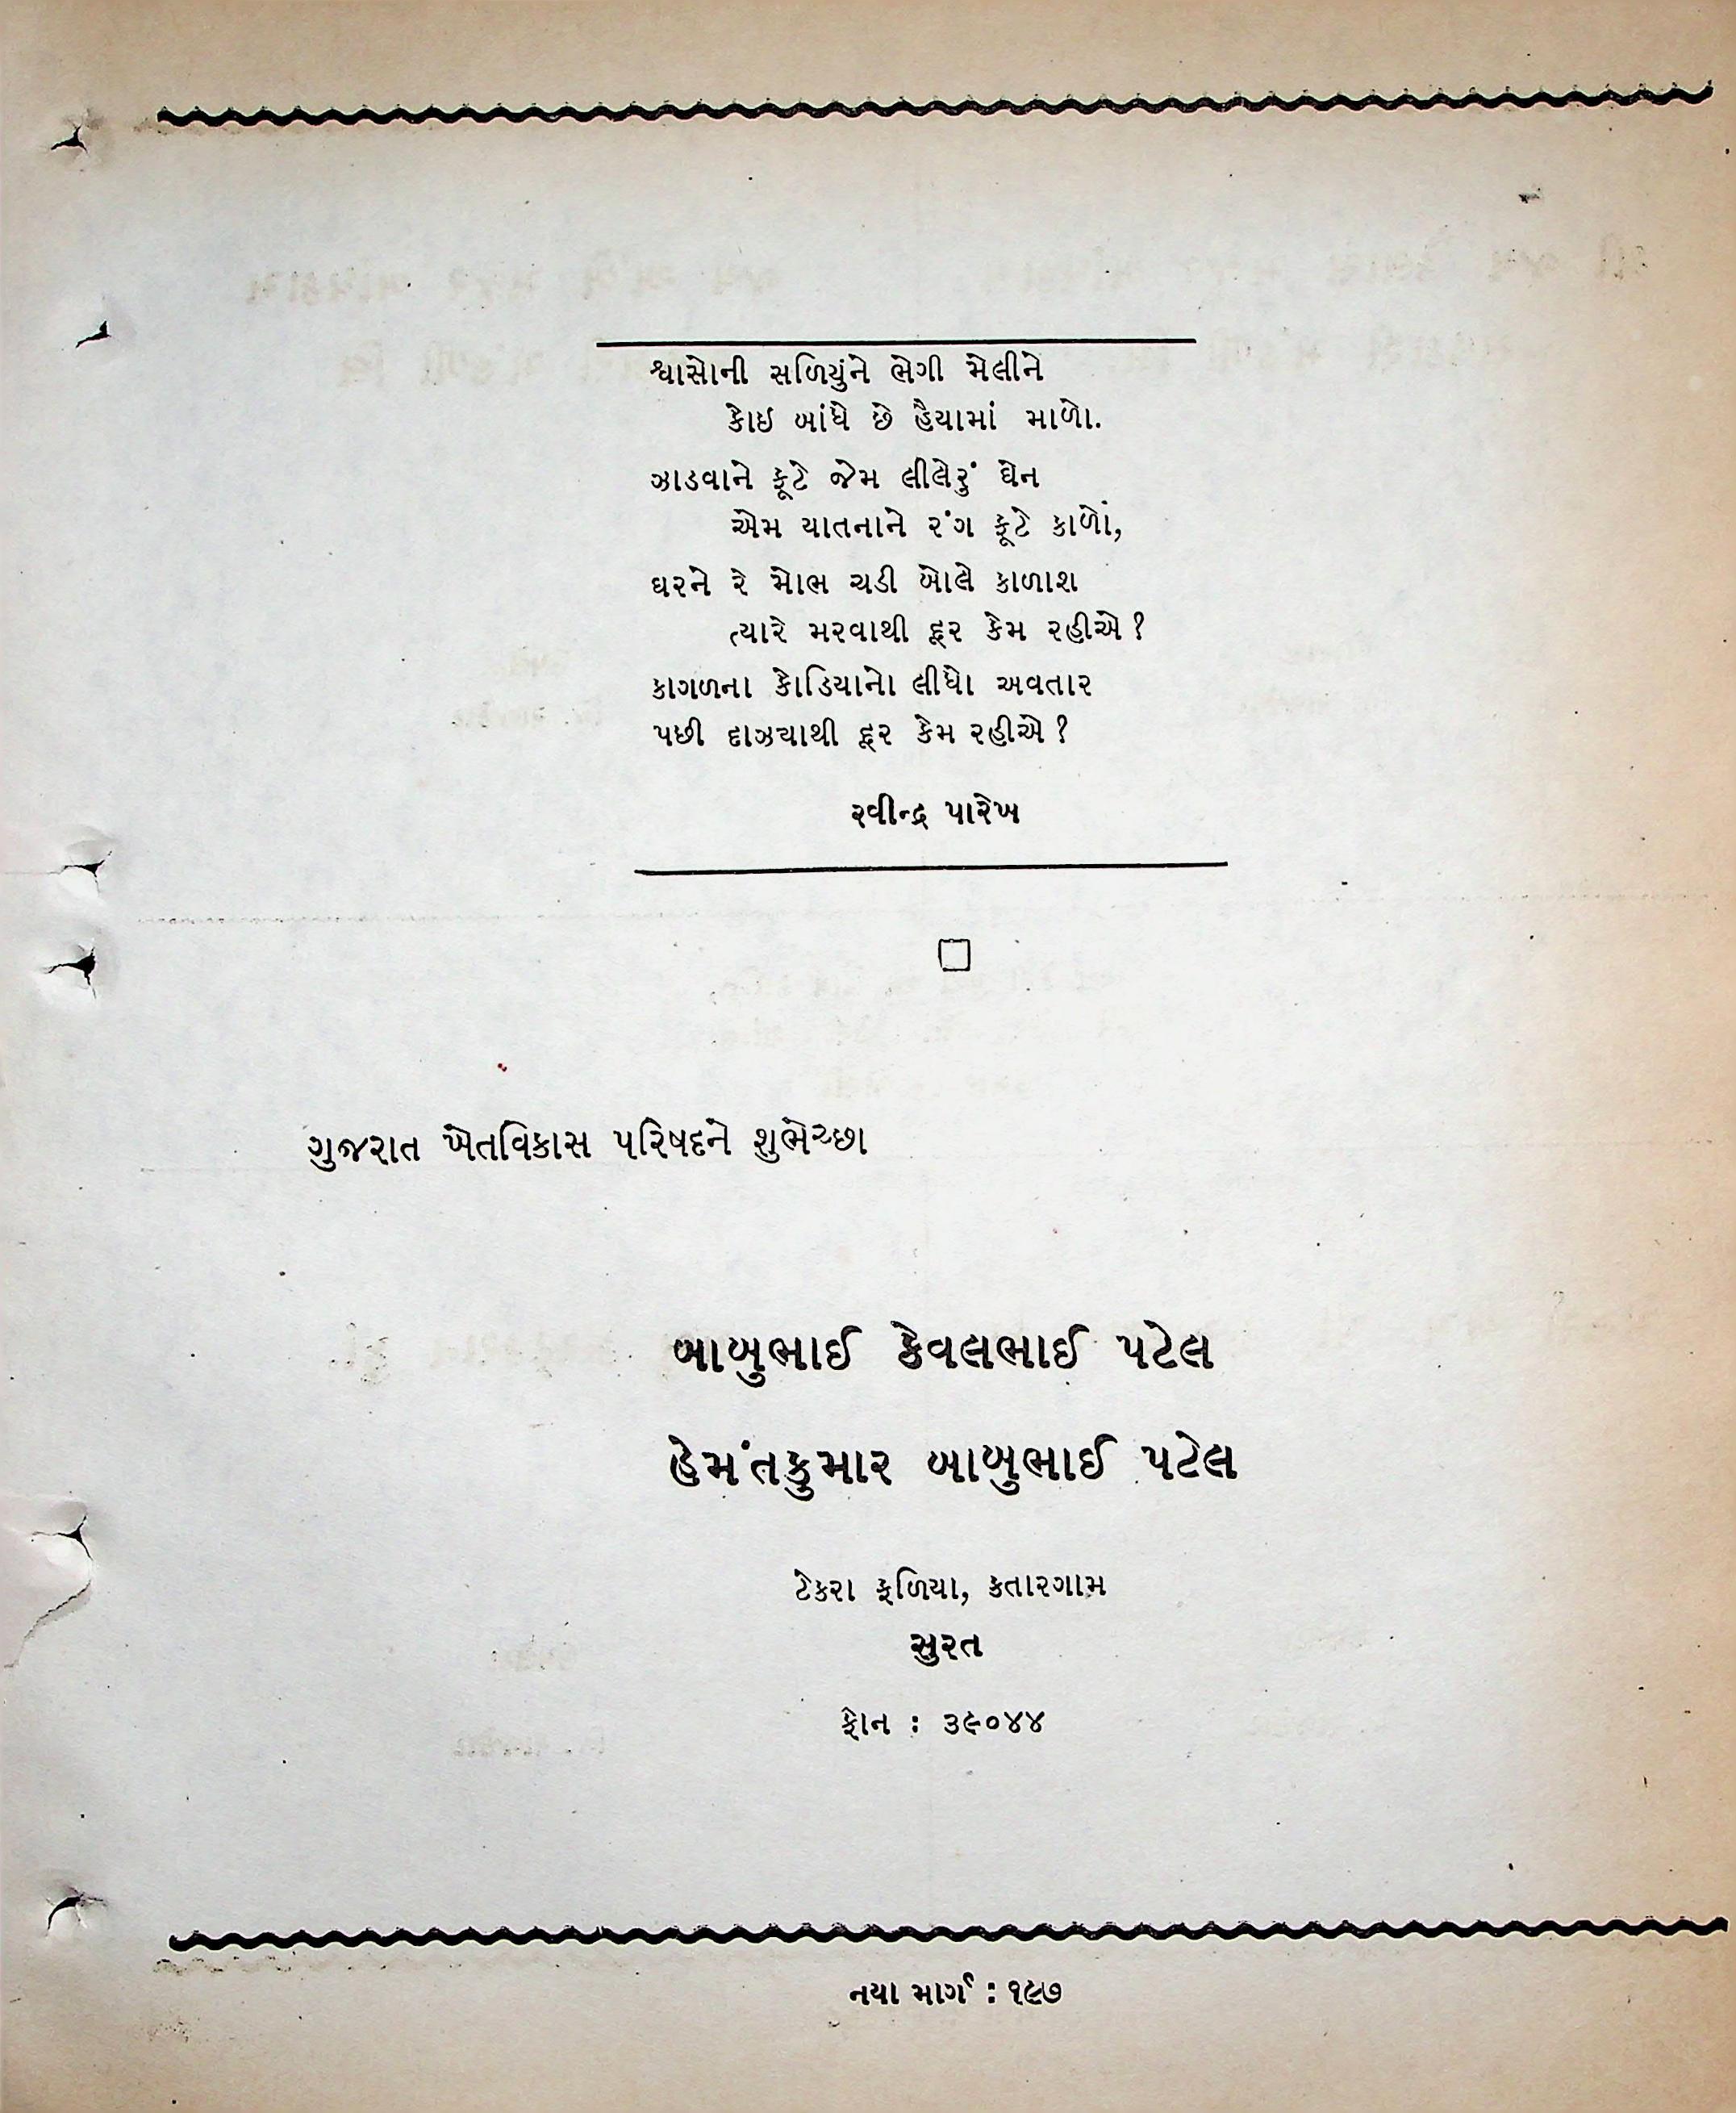 શ્વાસોની સળિયુંને ભેગી મેલીને
કોઇ બાંધે છે હૈયામાં માળો.
ઝાડવાને ફૂટે જેમ લીલેરું ઘેન
એમ યાતનાને રંગ ફૂટે કાળો,
ઘરને રે મોભ ચડી બોલે કાળાશ
ત્યારે મરવાથી દૂર કેમ રહીએ ?
કાગળના કોડિયાનો લીધો અવતાર
પછી દાઝયાથી દૂર કેમ રહીએ ?
રવીન્દ્ર પારેખ
ગુજરાત ખેતવિકાસ પરિષદને શુભેચ્છા
બાબુભાઈ કેવલભાઈ પટેલ
હેમંતકુમાર બાબુભાઈ પટેલ
ટેકરા ફળિયા, કતારગામ
સુરત
ફોન : ૩૯૦૪૪
નયા માર્ગ : ૧૯૭